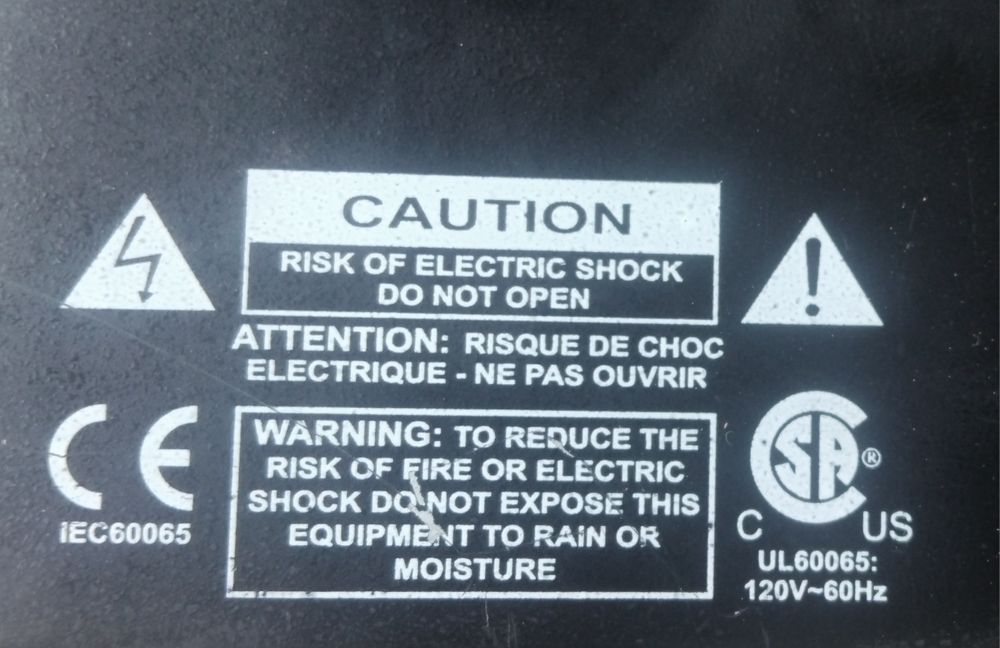 CAUTION
RISK OF ELECTRIC SHOCK
DO NOT OPEN
ATTENTION: RISQUE DE CHOC
ELECTRIQUE - NE PAS OUVRIR
WARNING: TO REDUCE THE
RISK OF FIRE OR ELECTRIC
SHOCK DO NOT EXPOSE THIS
EQUIPMENT TO RAIN OR
MOISTURE
CE
IEC60065
CSA®
C US
UL60065:
120V~60Hz